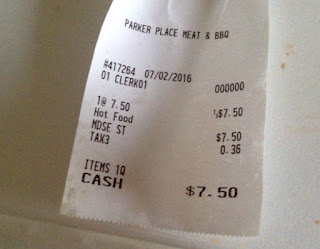 PARKER PLACE MEAT & BBQ
#417264 07/02/2016
01 CLERK01 000000
1@ 7.50
Hot Food $7.50
MDSE ST $7.50
TAX3 0.36
ITEMS 1Q
CASH $7.50